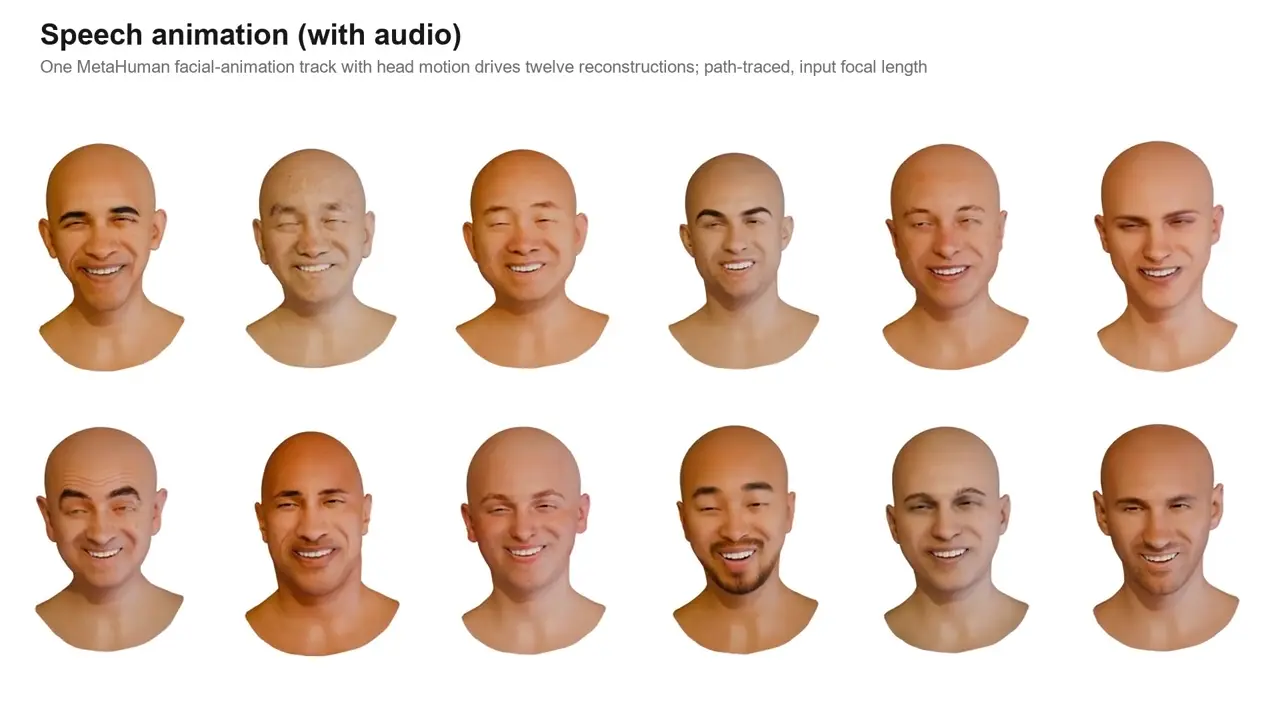 Speech animation (with audio)
One MetaHuman facial-animation track with head motion drives twelve reconstructions; path-traced, input focal length